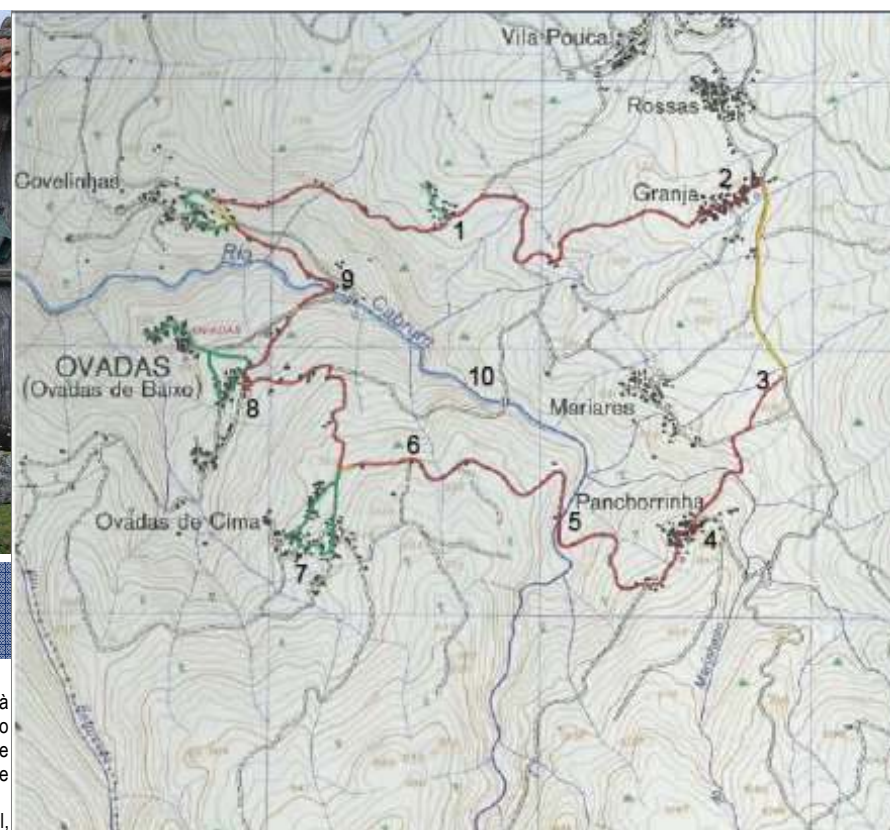 Vila Pouca
Rossas
2
Granja
Covelinhas
1
Rio
9
Cabrum
OVADAS
(Ovadas de Baixo)
8
10
3
Mariares
6
Panchorrinha
5
4
Ovadas de Cima
7
à
o
e
e
l,